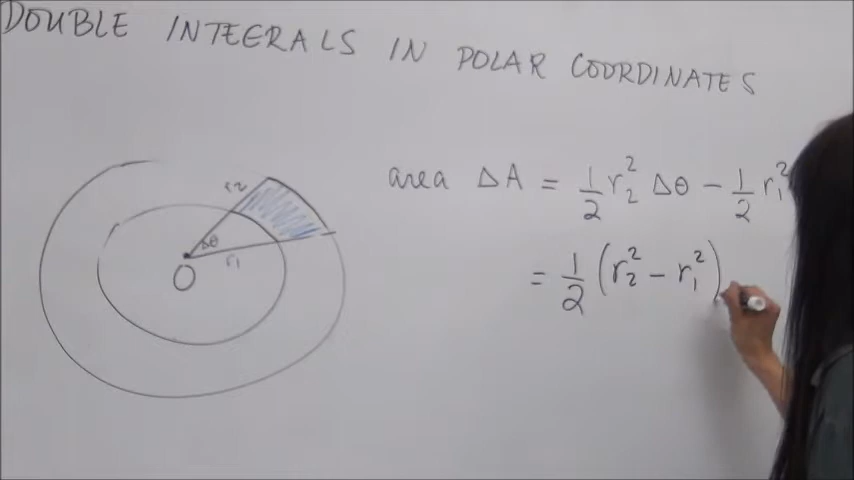 DOUBLE INTEGRALS IN POLAR COORDINATES
area ΔA = 1/2 r₂² Δθ − 1/2 r₁²
= 1/2 (r₂² − r₁²)
r₂
Δθ
r₁
O